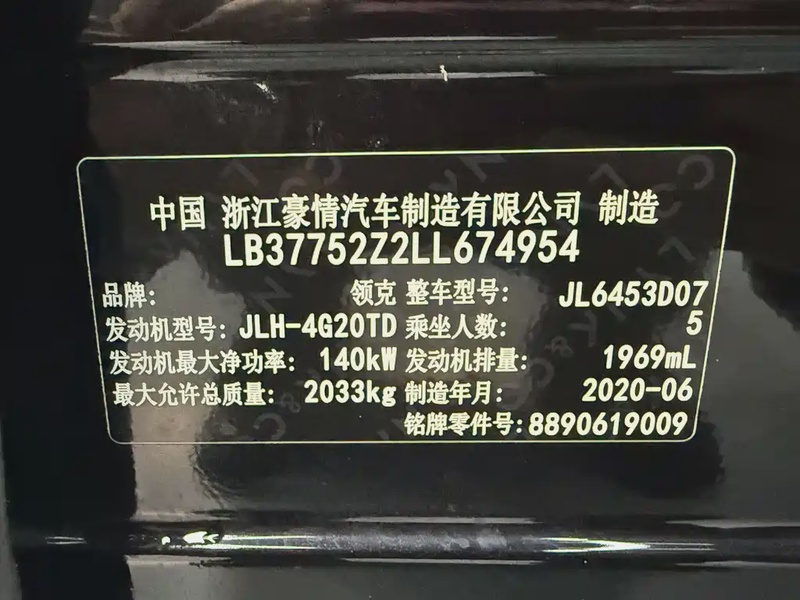 中国 浙江豪情汽车制造有限公司 制造
LB37752Z2LL674954
品牌: 领克 整车型号: JL6453D07
发动机型号: JLH-4G20TD 乘坐人数: 5
发动机最大净功率: 140kW 发动机排量: 1969mL
最大允许总质量: 2033kg 制造年月: 2020-06
铭牌零件号: 8890619009